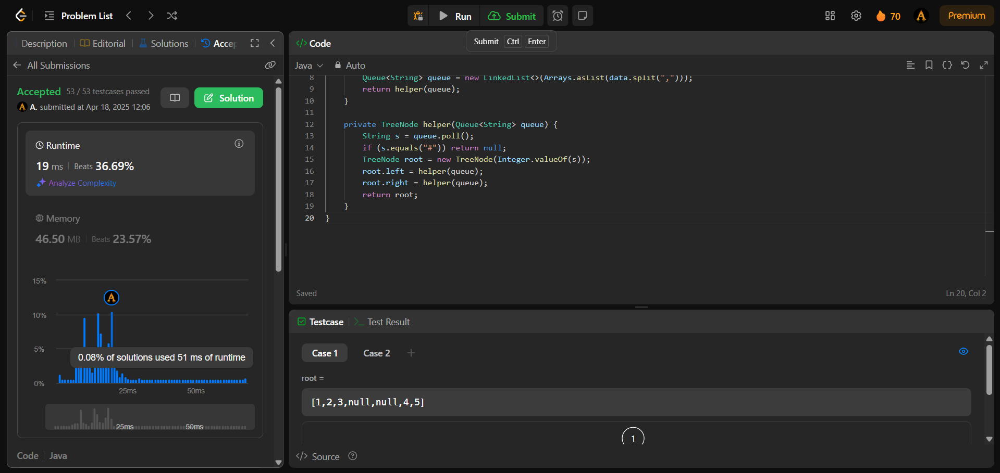 Problem List
Run
Submit
70
Premium
Description
Editorial
Solutions
Accep
All Submissions
Accepted 53 / 53 testcases passed
A. submitted at Apr 18, 2025 12:06
Solution
Runtime
19 ms | Beats 36.69%
Analyze Complexity
Memory
46.50 MB | Beats 23.57%
15%
10%
5%
0%
0.08% of solutions used 51 ms of runtime
25ms 50ms
25ms 50ms
Code | Java
</> Code
Submit Ctrl Enter
Java Auto
8 Queue<String> queue = new LinkedList<>(Arrays.asList(data.split(",")));
9 return helper(queue);
10 }
11
12 private TreeNode helper(Queue<String> queue) {
13 String s = queue.poll();
14 if (s.equals("#")) return null;
15 TreeNode root = new TreeNode(Integer.valueOf(s));
16 root.left = helper(queue);
17 root.right = helper(queue);
18 return root;
19 }
20 }
Saved
Ln 20, Col 2
Testcase
Test Result
Case 1 Case 2 +
root =
[1,2,3,null,null,4,5]
1
</> Source